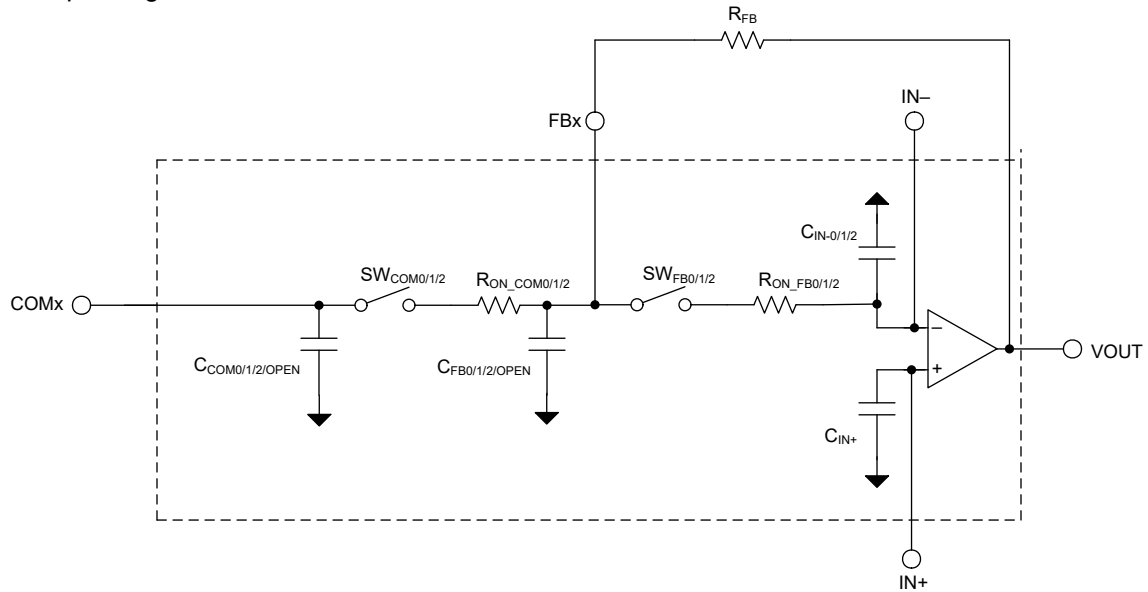 R_FB
IN–
FBx
C_IN-0/1/2
SW_COM0/1/2
R_ON_COM0/1/2
SW_FB0/1/2
R_ON_FB0/1/2
COMx
–
VOUT
+
C_COM0/1/2/OPEN
C_FB0/1/2/OPEN
C_IN+
IN+